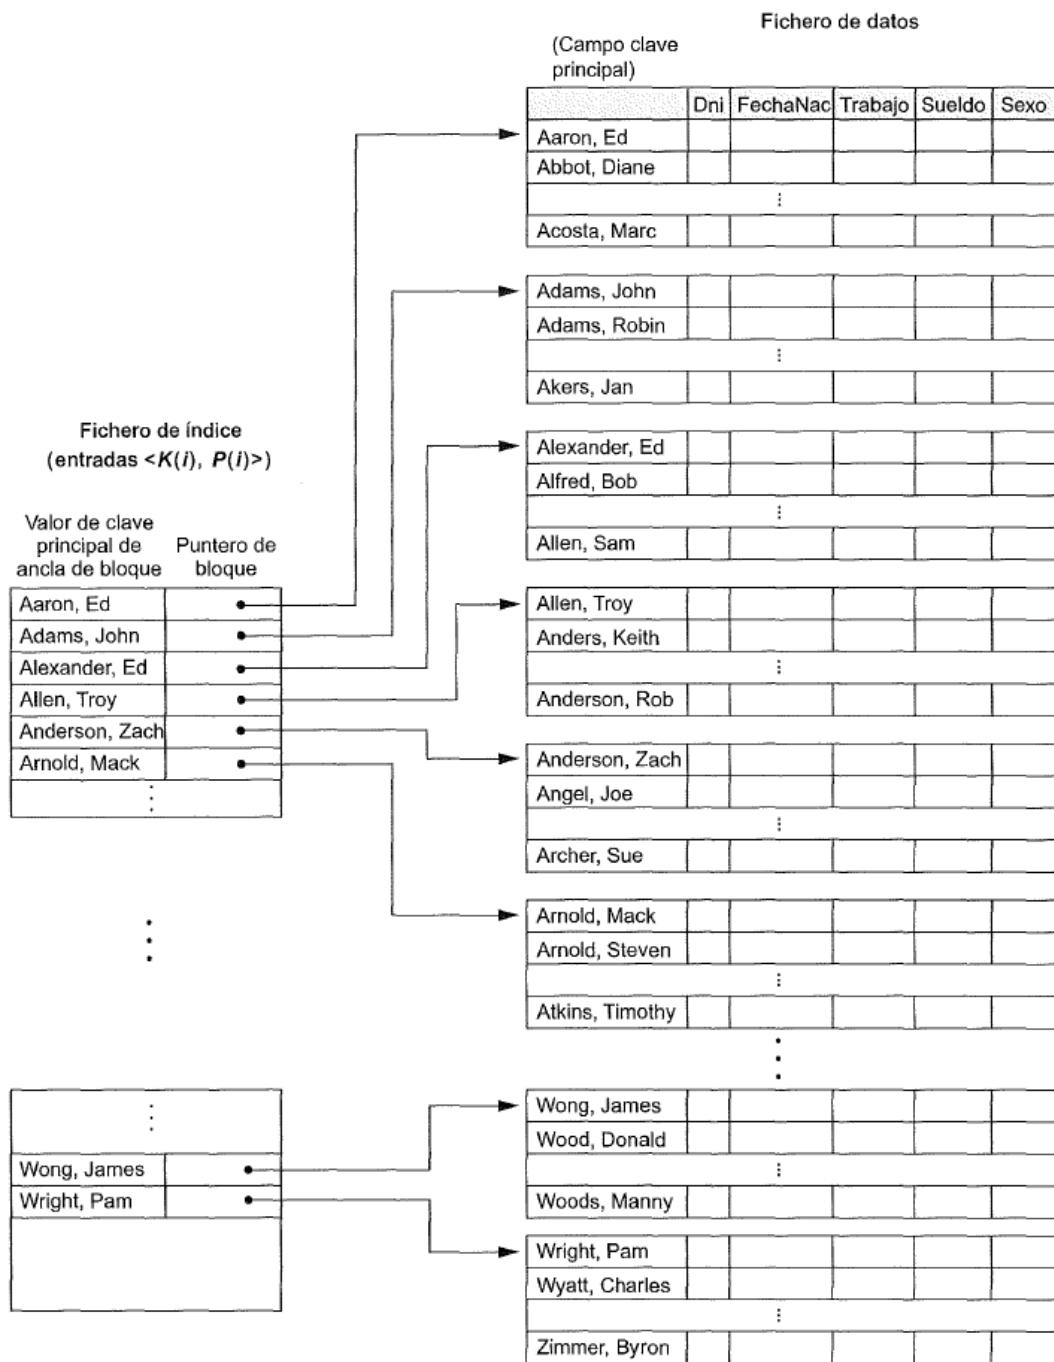 Fichero de datos
(Campo clave
principal)
Dni FechaNac Trabajo Sueldo Sexo
Aaron, Ed
Abbot, Diane
Acosta, Marc
Adams, John
Adams, Robin
Akers, Jan
Alexander, Ed
Alfred, Bob
Allen, Sam
Allen, Troy
Anders, Keith
Anderson, Rob
Anderson, Zach
Angel, Joe
Archer, Sue
Arnold, Mack
Arnold, Steven
Atkins, Timothy
Wong, James
Wood, Donald
Woods, Manny
Wright, Pam
Wyatt, Charles
Zimmer, Byron
Fichero de índice
(entradas <K(i), P(i)>)
Valor de clave
principal de
ancla de bloque
Puntero de
bloque
Aaron, Ed
Adams, John
Alexander, Ed
Allen, Troy
Anderson, Zach
Arnold, Mack
Wong, James
Wright, Pam